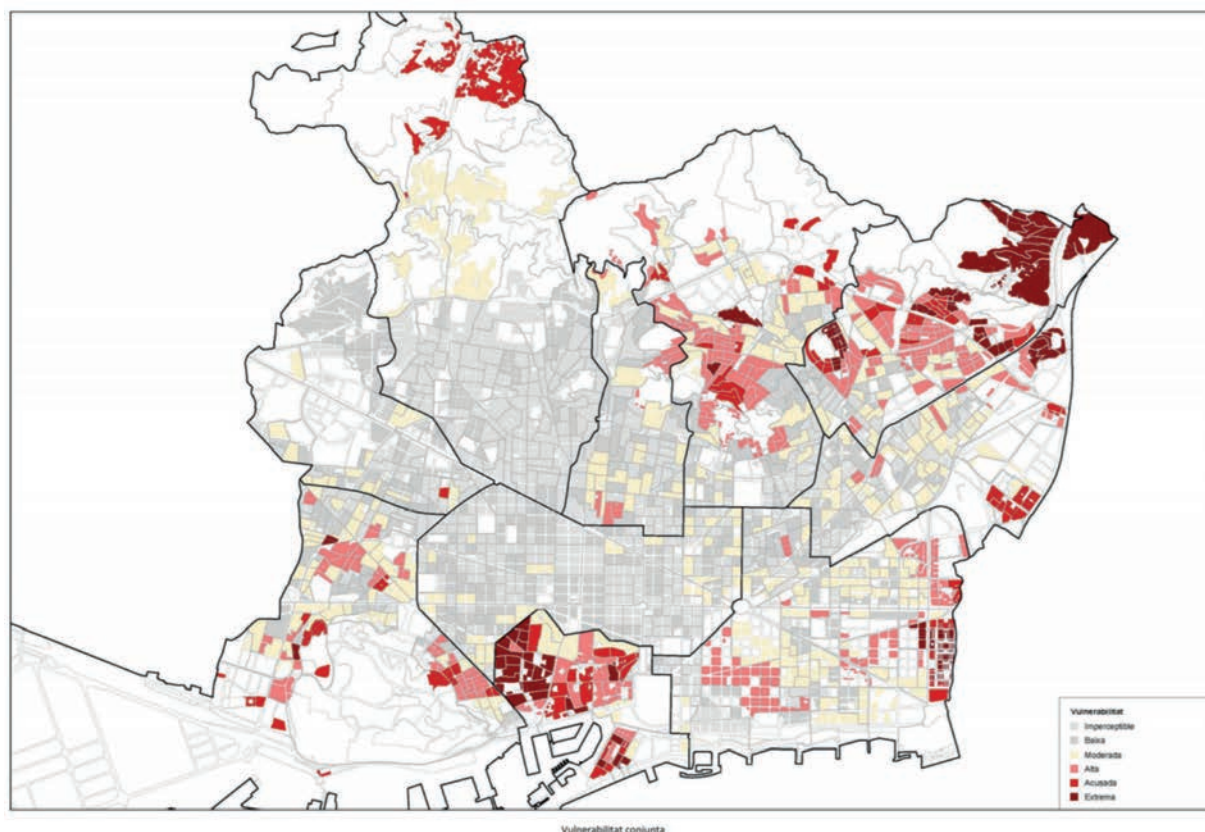 Vulnerabilitat
Imperceptible
Baixa
Moderada
Alta
Acusada
Extrema
Vulnerabilitat conjunta